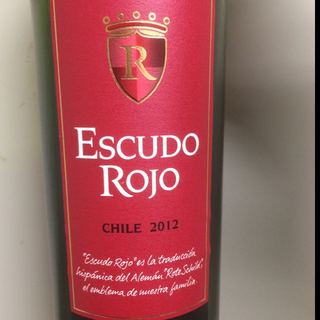 R
ESCUDO
ROJO
CHILE 2012
"Escudo Rojo" es la traducción
hispánica del Alemán "Rote Schild",
el emblema de nuestra familia.